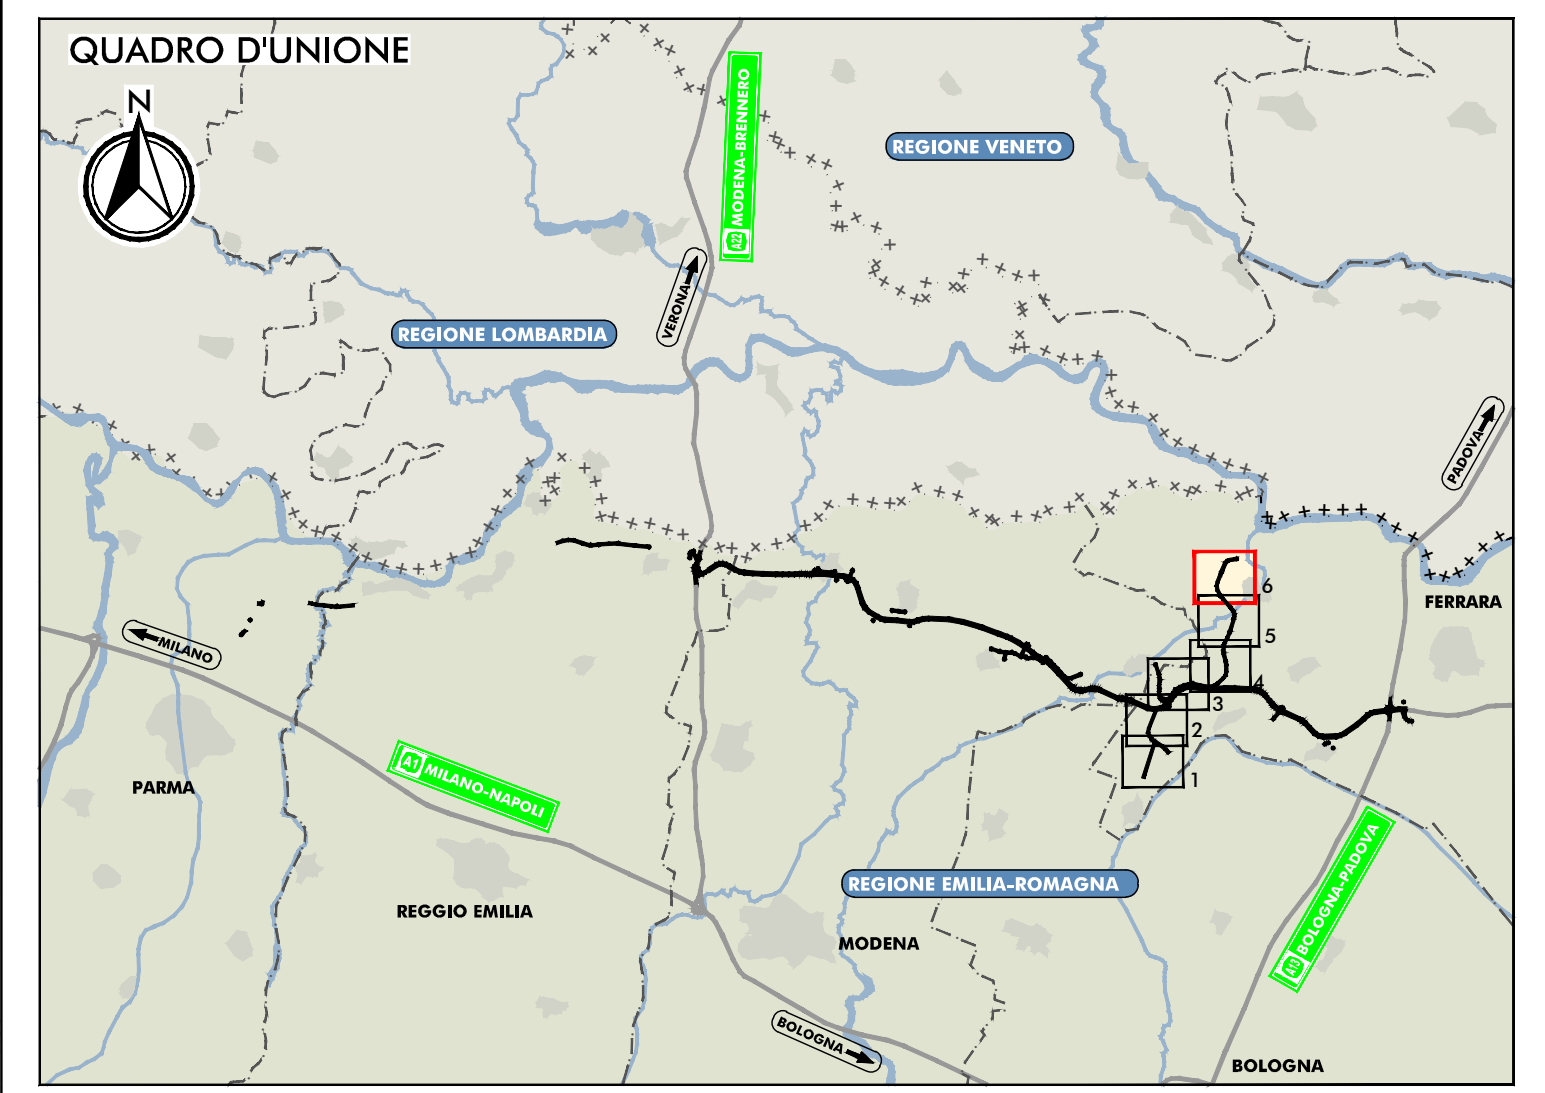 QUADRO D'UNIONE
N
A22 MODENA-BRENNERO
REGIONE VENETO
VERONA
REGIONE LOMBARDIA
PADOVA
6
FERRARA
5
MILANO
4
3
2
1
PARMA
A1 MILANO-NAPOLI
A13 BOLOGNA-PADOVA
REGIONE EMILIA-ROMAGNA
REGGIO EMILIA
MODENA
BOLOGNA
BOLOGNA